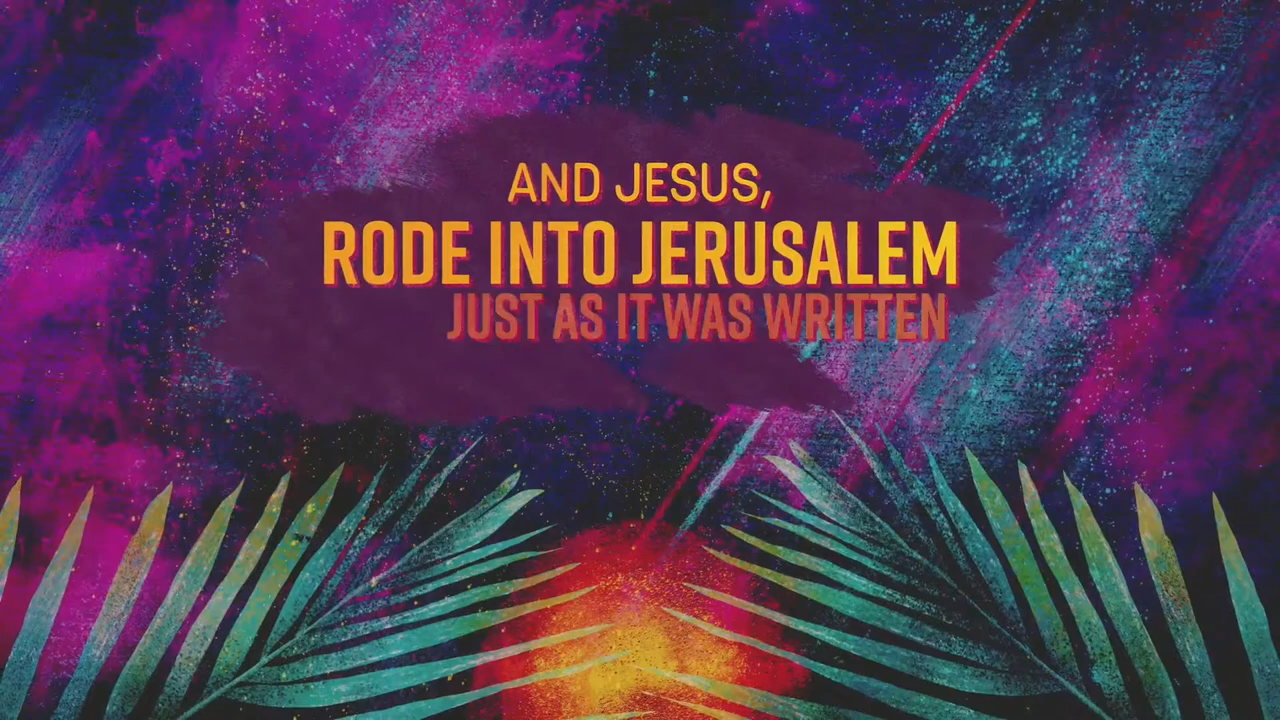 AND JESUS,
RODE INTO JERUSALEM
JUST AS IT WAS WRITTEN